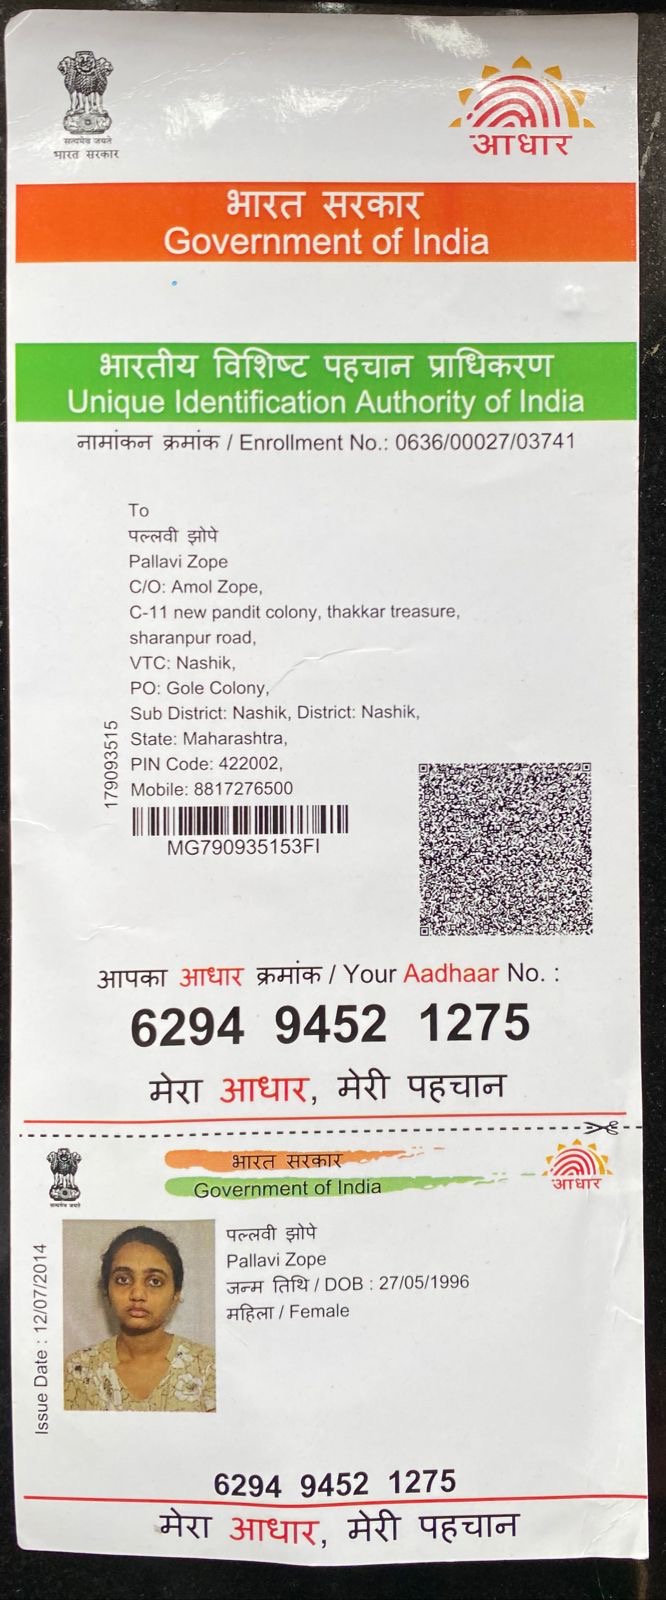 सत्यमेव जयते
भारत सरकार
आधार
भारत सरकार
Government of India
भारतीय विशिष्ट पहचान प्राधिकरण
Unique Identification Authority of India
नामांकन क्रमांक / Enrollment No.: 0636/00027/03741
To
पल्लवी झोपे
Pallavi Zope
C/O: Amol Zope,
C-11 new pandit colony, thakkar treasure,
sharanpur road,
VTC: Nashik,
PO: Gole Colony,
Sub District: Nashik, District: Nashik,
State: Maharashtra,
PIN Code: 422002,
Mobile: 8817276500
179093515
MG790935153FI
आपका आधार क्रमांक / Your Aadhaar No. :
6294 9452 1275
मेरा आधार, मेरी पहचान
सत्यमेव जयते
भारत सरकार
Government of India
आधार
Issue Date : 12/07/2014
पल्लवी झोपे
Pallavi Zope
जन्म तिथि / DOB : 27/05/1996
महिला / Female
6294 9452 1275
मेरा आधार, मेरी पहचान